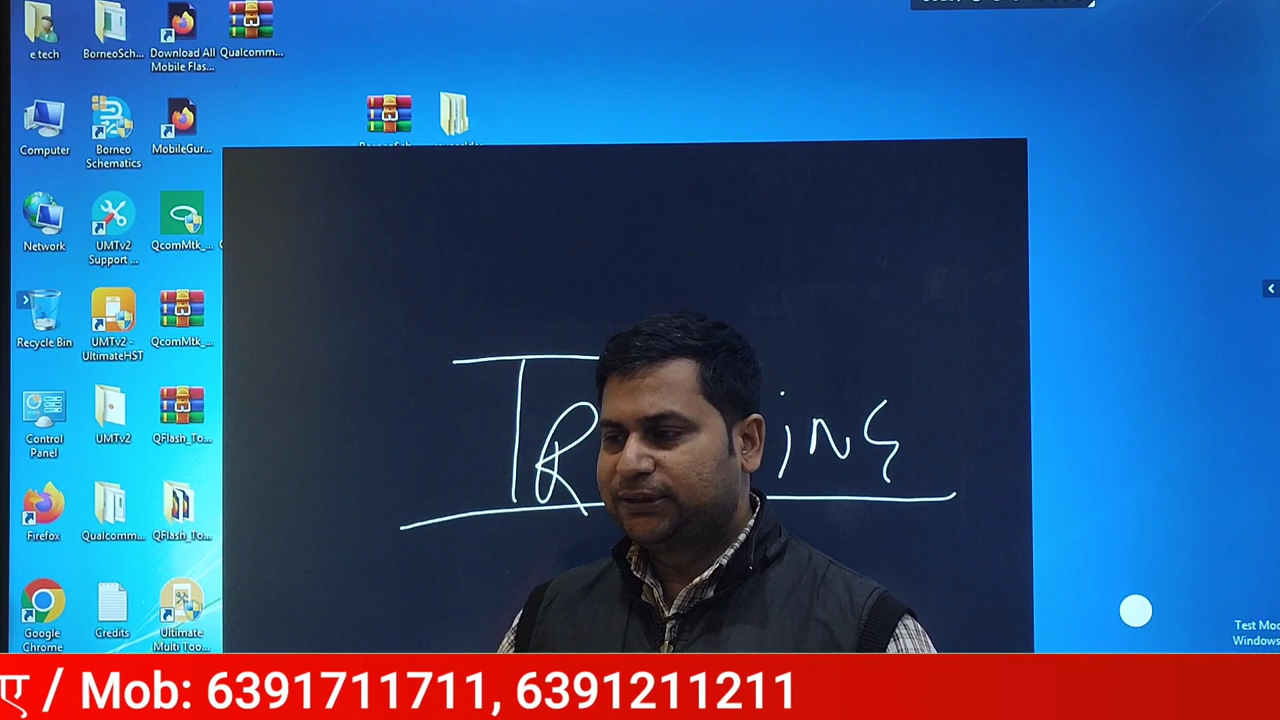 e tech
BorneoSch...
Download All
Mobile Flas...
Qualcomm...
Computer
Borneo
Schematics
MobileGur...
Network
UMTv2
Support ...
QcomMtk_...
Recycle Bin
UMTv2 -
UltimateHST
QcomMtk_...
Control
Panel
UMTv2
QFlash_To...
Firefox
Qualcomm...
QFlash_To...
Google
Chrome
Credits
Ultimate
Multi Too...
TR
ING
Test Mod
Windows
ए / Mob: 6391711711, 6391211211